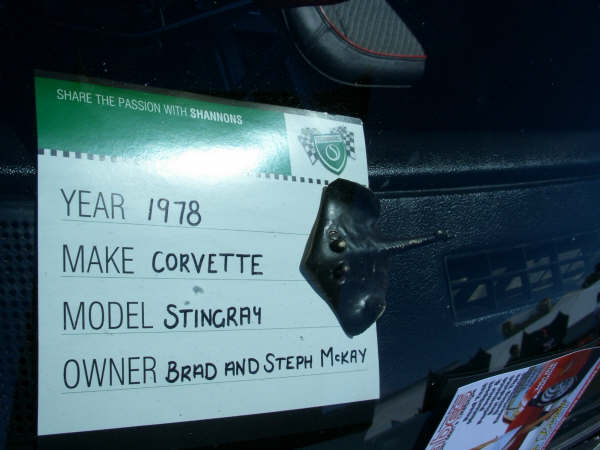 SHARE THE PASSION WITH SHANNONS
S
YEAR 1978
MAKE CORVETTE
MODEL STINGRAY
OWNER BRAD AND STEPH MCKAY